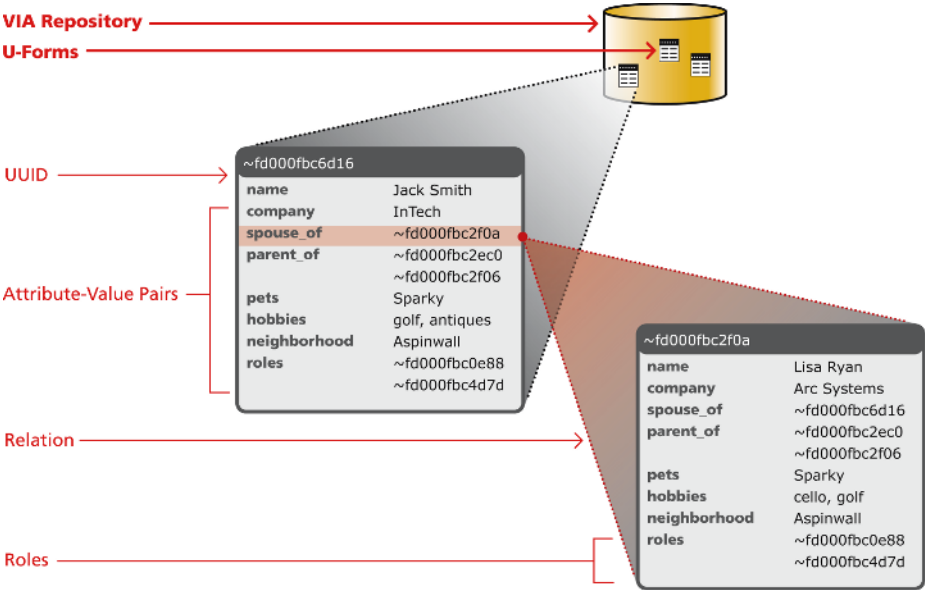 VIA Repository
U-Forms
UUID
~fd000fbc6d16
name Jack Smith
company InTech
spouse_of ~fd000fbc2f0a
parent_of ~fd000fbc2ec0
~fd000fbc2f06
pets Sparky
hobbies golf, antiques
neighborhood Aspinwall
roles ~fd000fbc0e88
~fd000fbc4d7d
Attribute-Value Pairs
~fd000fbc2f0a
name Lisa Ryan
company Arc Systems
spouse_of ~fd000fbc6d16
parent_of ~fd000fbc2ec0
~fd000fbc2f06
pets Sparky
hobbies cello, golf
neighborhood Aspinwall
roles ~fd000fbc0e88
~fd000fbc4d7d
Relation
Roles